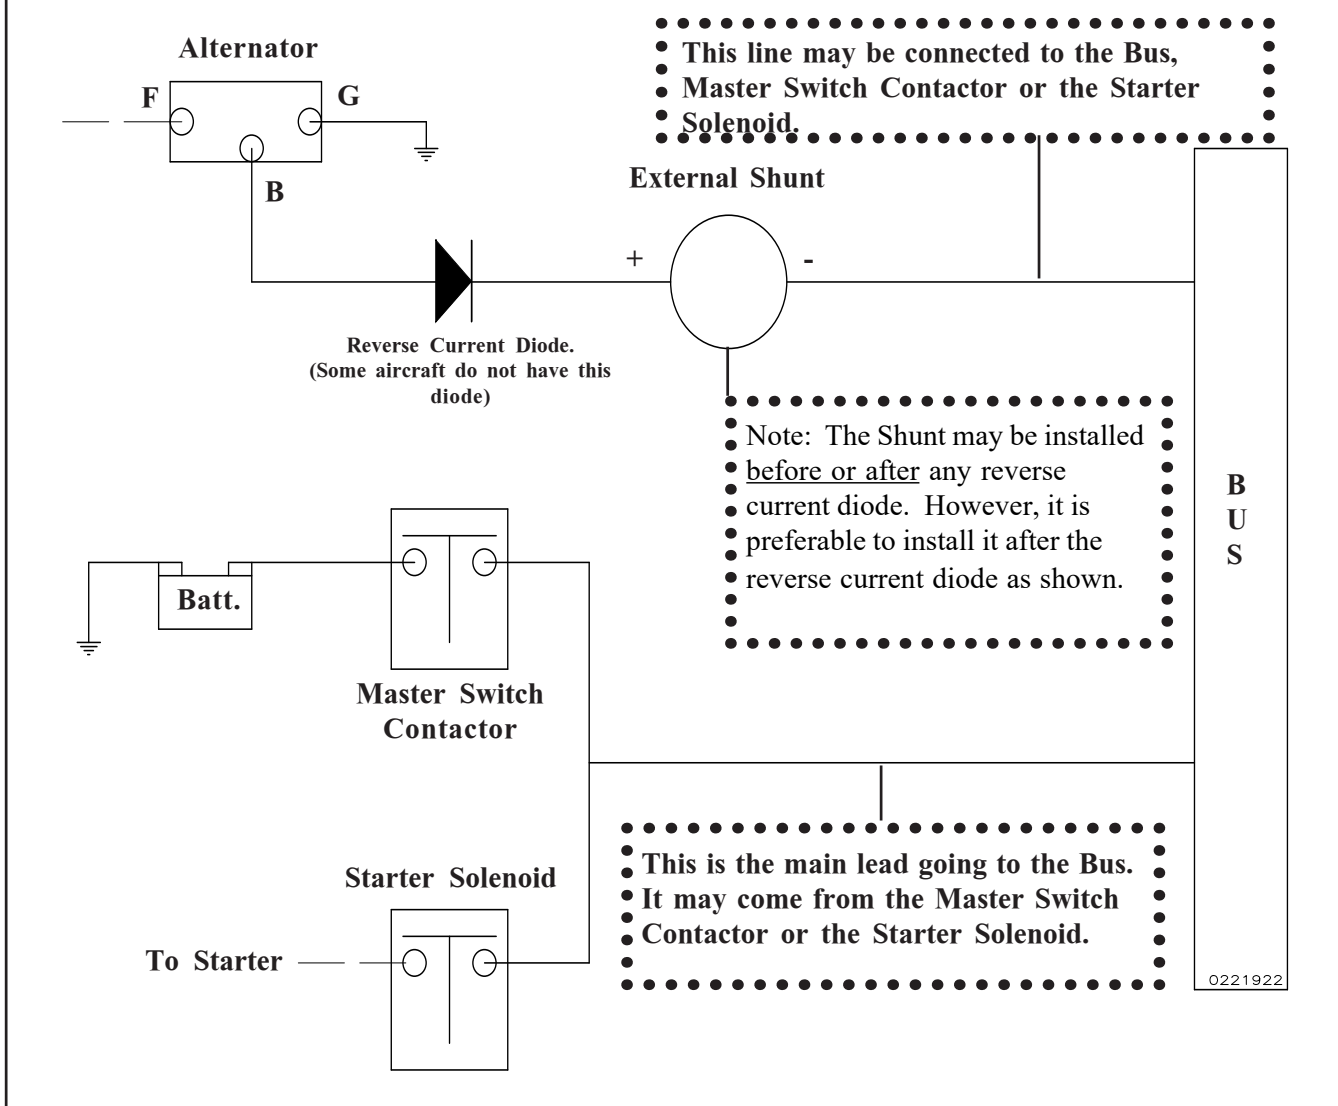 Alternator
F
G
B
This line may be connected to the Bus,
Master Switch Contactor or the Starter
Solenoid.
External Shunt
+
-
Reverse Current Diode.
(Some aircraft do not have this
diode)
Note: The Shunt may be installed
before or after any reverse
current diode. However, it is
preferable to install it after the
reverse current diode as shown.
B
U
S
Batt.
Master Switch
Contactor
Starter Solenoid
To Starter
This is the main lead going to the Bus.
It may come from the Master Switch
Contactor or the Starter Solenoid.
0221922